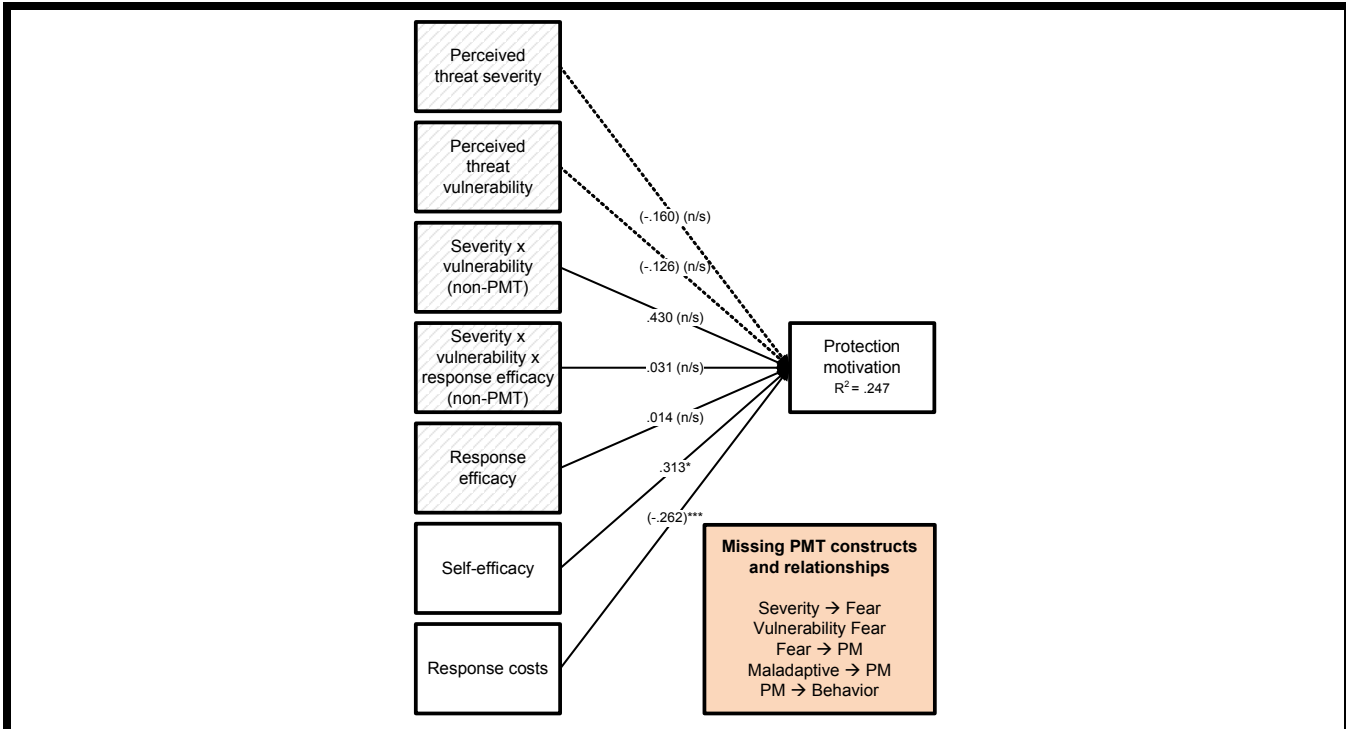 Perceived
threat severity
Perceived
threat
vulnerability
Severity x
vulnerability
(non-PMT)
Severity x
vulnerability x
response efficacy
(non-PMT)
Response
efficacy
Self-efficacy
Response costs
(-.160) (n/s)
(-.126) (n/s)
.430 (n/s)
.031 (n/s)
.014 (n/s)
.313*
(-.262)***
Protection
motivation
R² = .247
Missing PMT constructs
and relationships
Severity → Fear
Vulnerability Fear
Fear → PM
Maladaptive → PM
PM → Behavior